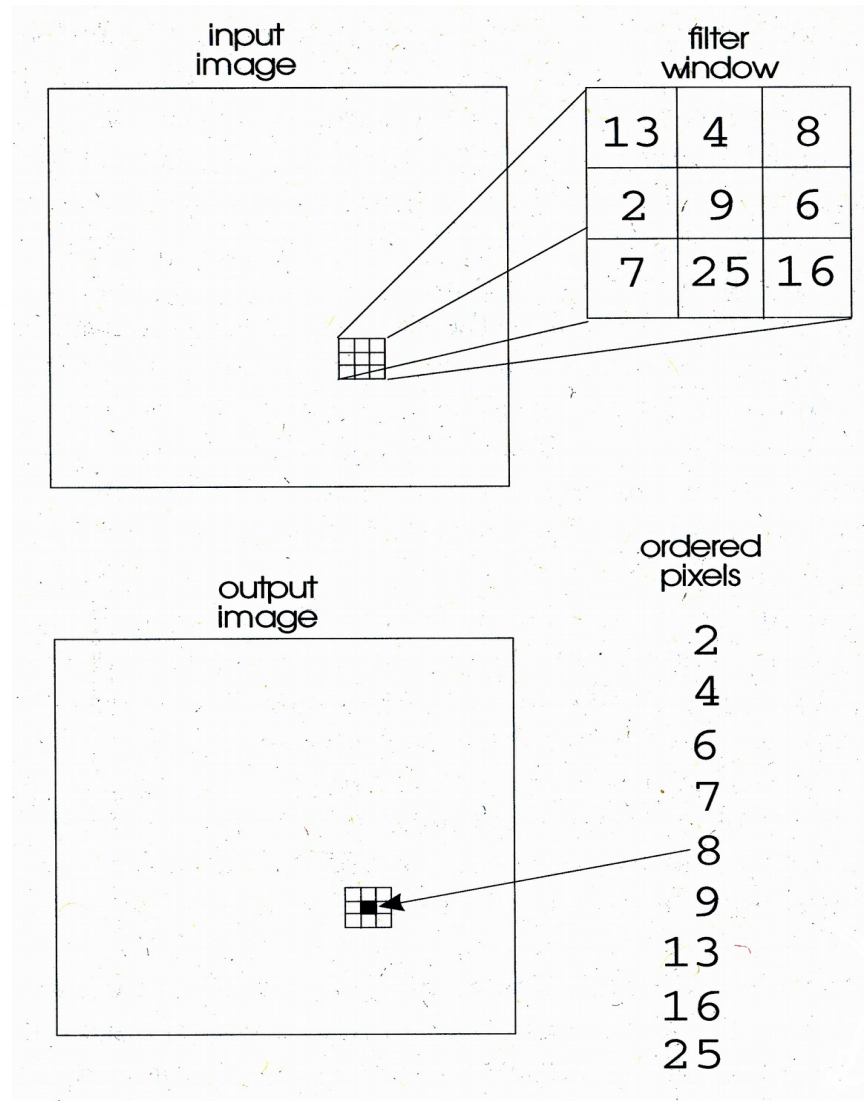 input
image
filter
window
13 4 8
2 9 6
7 25 16
output
image
ordered
pixels
2
4
6
7
8
9
13
16
25